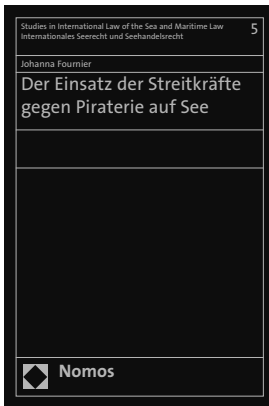 Studies in International Law of the Sea and Maritime Law
Internationales Seerecht und Seehandelsrecht
5
Johanna Fournier
Der Einsatz der Streitkräfte
gegen Piraterie auf See
Nomos